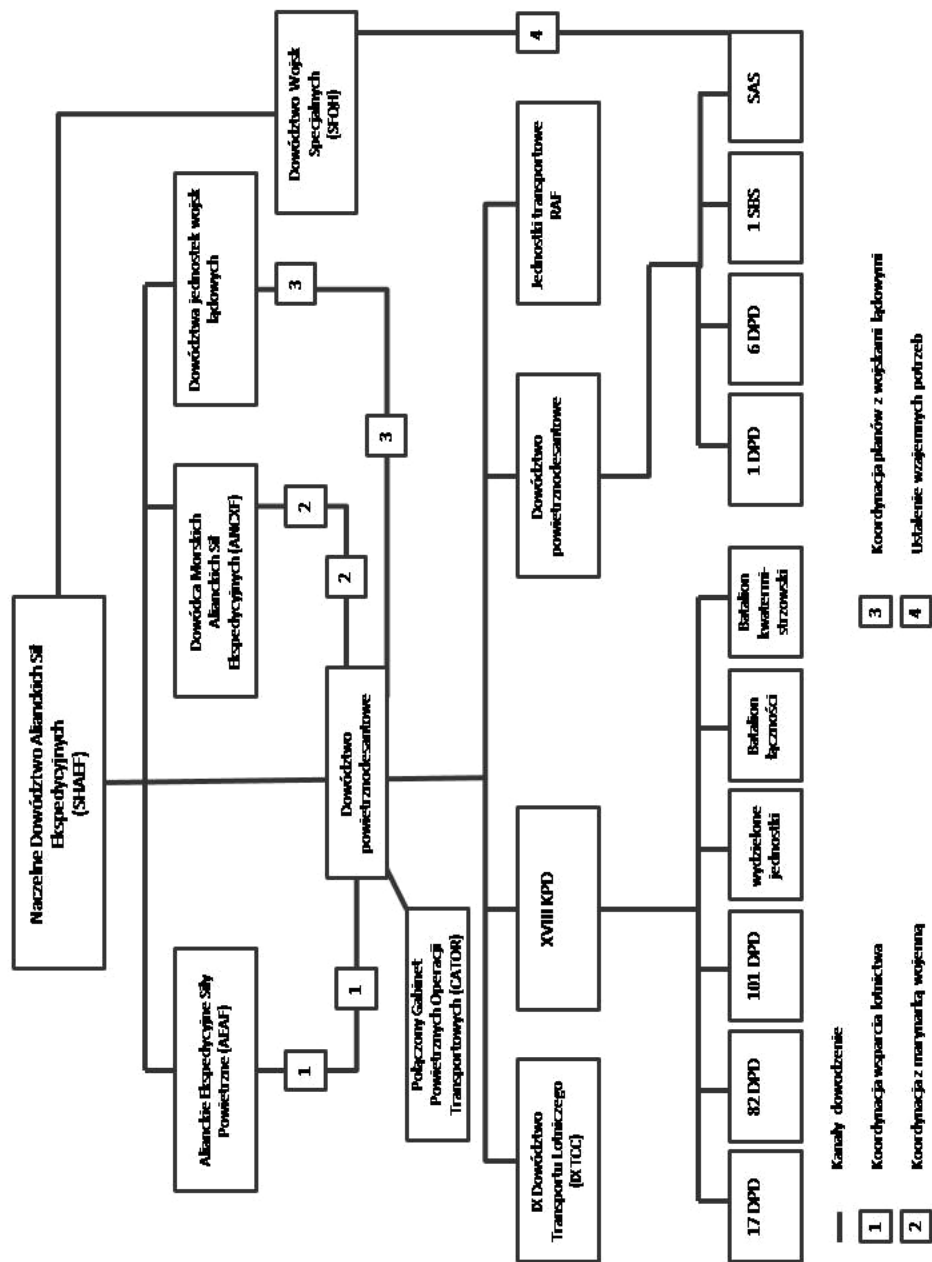 Naczelne Dowództwo Alianckich Sił
Ekspedycyjnych
(SHAEF)
Alianckie Ekspedycyjne Siły
Powietrzne (AEAF)
Dowódca Morskich
Alianckich Sił
Ekspedycyjnych (ANCXF)
Dowództwa jednostek wojsk
lądowych
Dowództwo Wojsk
Specjalnych
(SFQH)
1
2
3
4
1
2
3
Dowództwo
powietrznodesantowe
Połączony Gabinet
Powietrznych Operacji
Transportowych (CATOR)
IX Dowództwo
Transportu Lotniczego
(IXTCC)
XVIII KPD
Dowództwo
powietrznodesantowe
Jednostki transportowe
RAF
17 DPD
82 DPD
101 DPD
wydzielone
jednostki
Batalion
łączności
Batalion
kwatermi-
strzowski
1 DPD
6 DPD
1 SBS
SAS
Kanały dowodzenie
1 Koordynacja wsparcia lotnictwa
2 Koordynacja z marynarką wojenną
3 Koordynacja planów z wojskami lądowymi
4 Ustalenie wzajemnych potrzeb